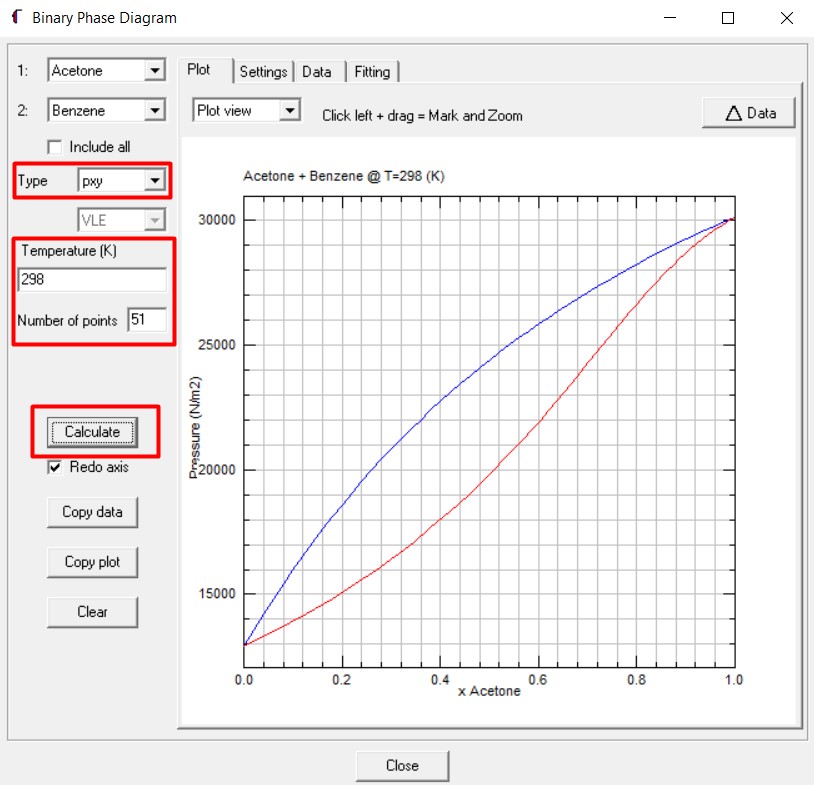 Binary Phase Diagram
1: Acetone
2: Benzene
Include all
Type pxy
VLE
Temperature (K)
298
Number of points 51
Calculate
Redo axis
Copy data
Copy plot
Clear
Plot Settings Data Fitting
Plot view Click left + drag = Mark and Zoom Δ Data
Acetone + Benzene @ T=298 (K)
Pressure (N/m2)
30000
25000
20000
15000
0.0 0.2 0.4 0.6 0.8 1.0
x Acetone
Close